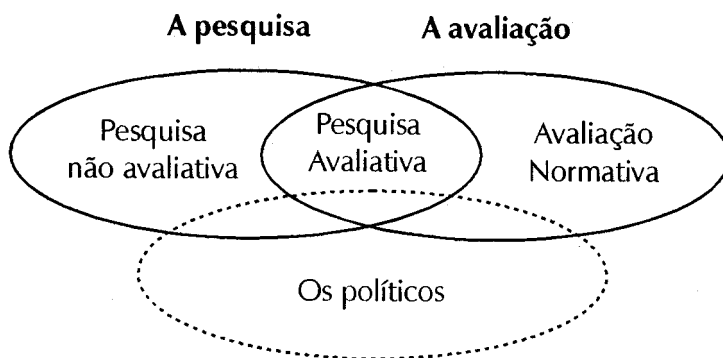 A pesquisa
A avaliação
Pesquisa
não avaliativa
Pesquisa
Avaliativa
Avaliação
Normativa
Os políticos